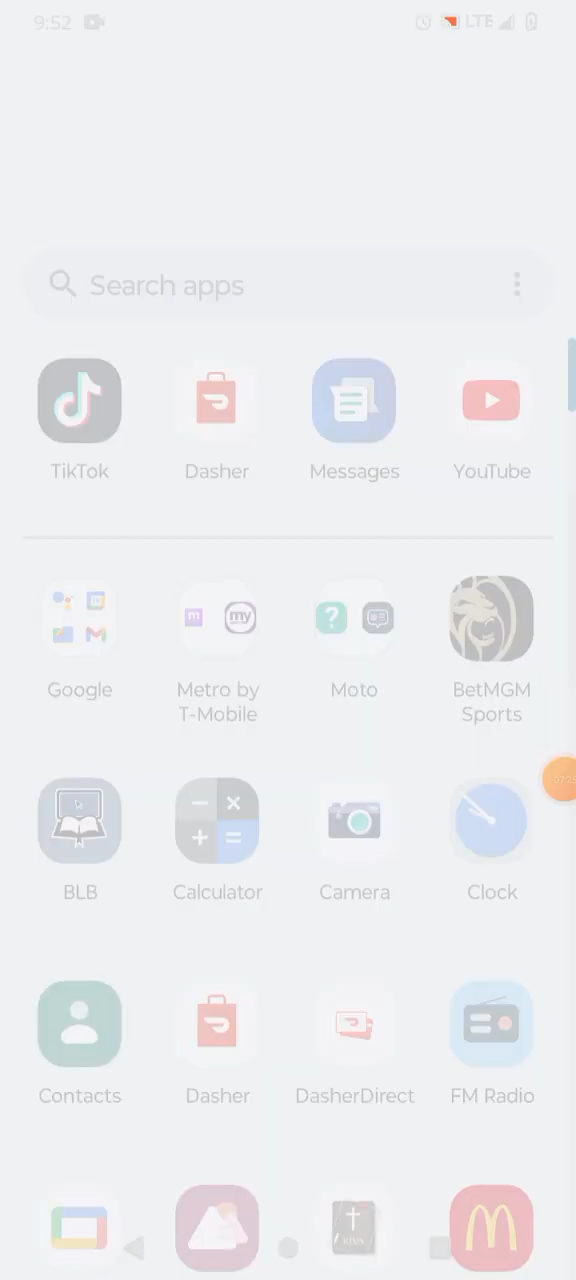 9:52
LTE
Search apps
TikTok
Dasher
Messages
YouTube
Google
Metro by
T-Mobile
my
Moto
BetMGM
Sports
BLB
Calculator
Camera
Clock
Contacts
Dasher
DasherDirect
FM Radio